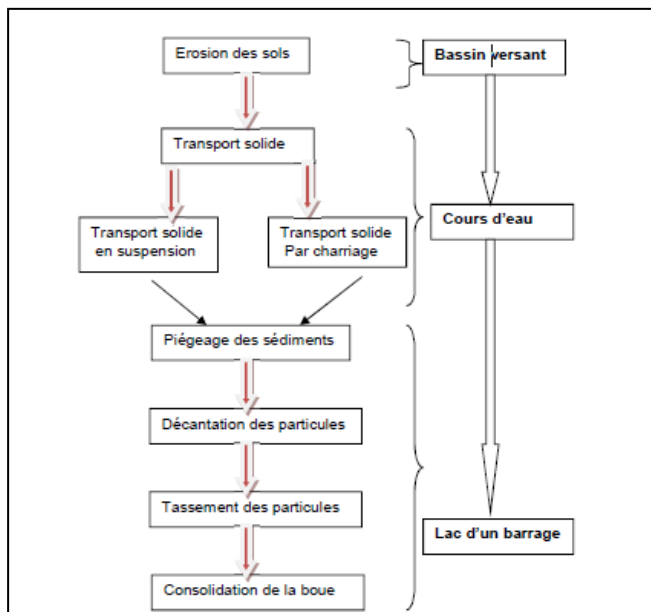 Erosion des sols
Bassin versant
Transport solide
Transport solide
en suspension
Transport solide
Par charriage
Cours d'eau
Piégeage des sédiments
Décantation des particules
Tassement des particules
Lac d'un barrage
Consolidation de la boue